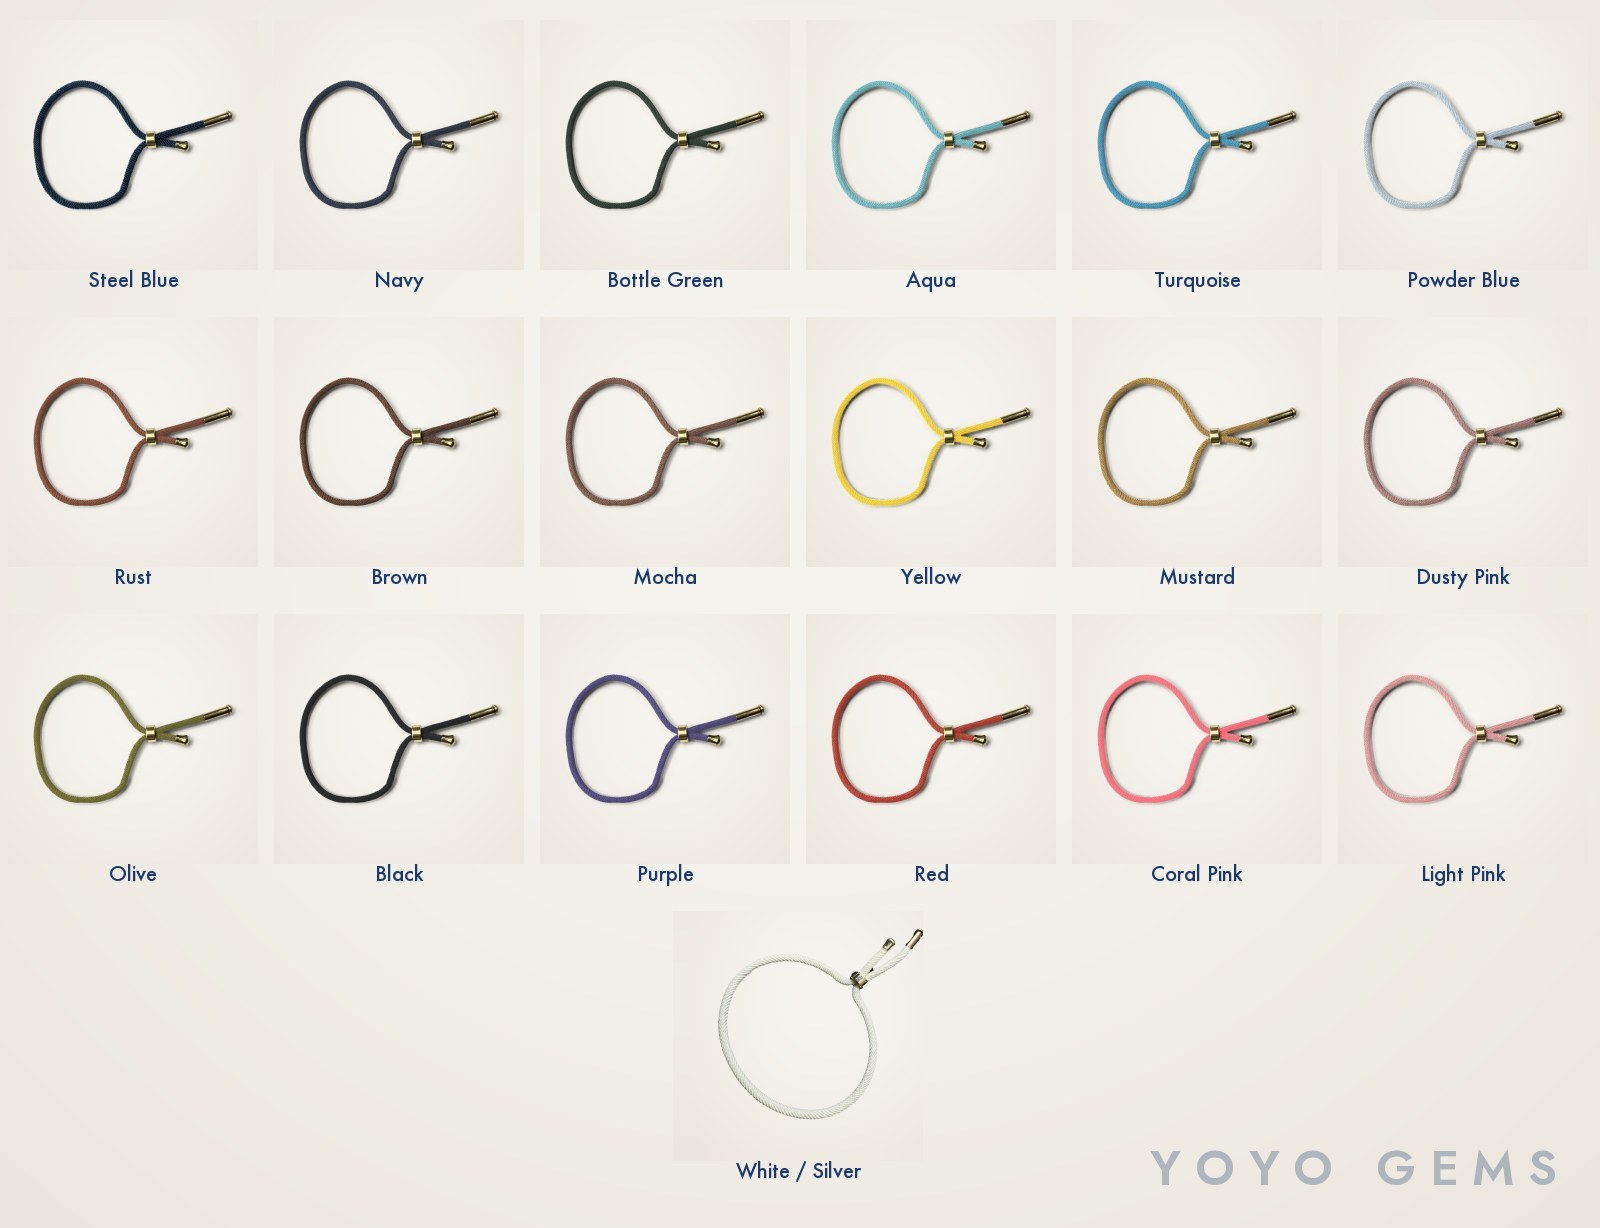 Steel Blue
Navy
Bottle Green
Aqua
Turquoise
Powder Blue
Rust
Brown
Mocha
Yellow
Mustard
Dusty Pink
Olive
Black
Purple
Red
Coral Pink
Light Pink
White / Silver
YOYO GEMS